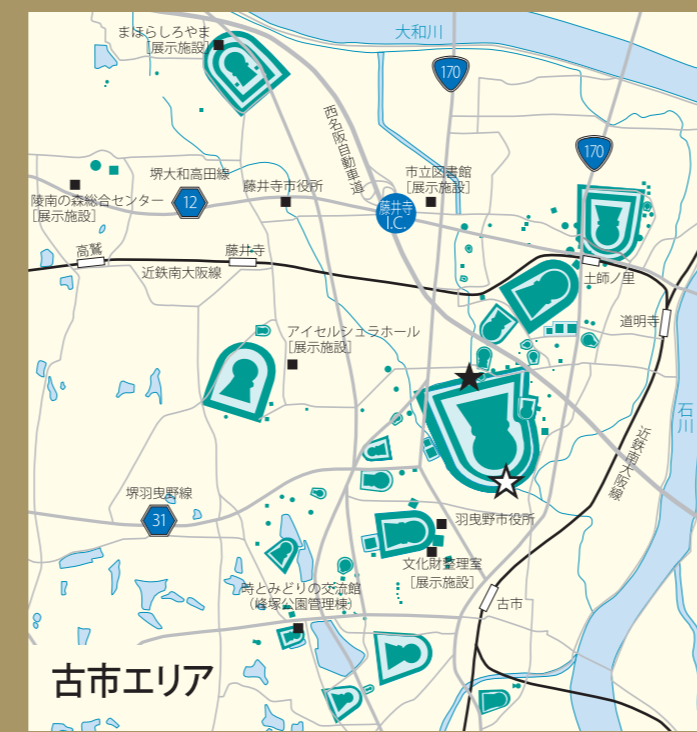 まほらしろやま
[展示施設]
大和川
170
西名阪自動車道
170
堺大和高田線
藤井寺市役所
市立図書館
[展示施設]
陵南の森総合センター
[展示施設]
12
藤井寺
I.C.
高鷲
藤井寺
近鉄南大阪線
土師ノ里
道明寺
アイセルシュラホール
[展示施設]
石川
近鉄南大阪線
堺羽曳野線
31
羽曳野市役所
文化財整理室
[展示施設]
時とみどりの交流館
(峰塚公園管理棟)
古市
古市エリア